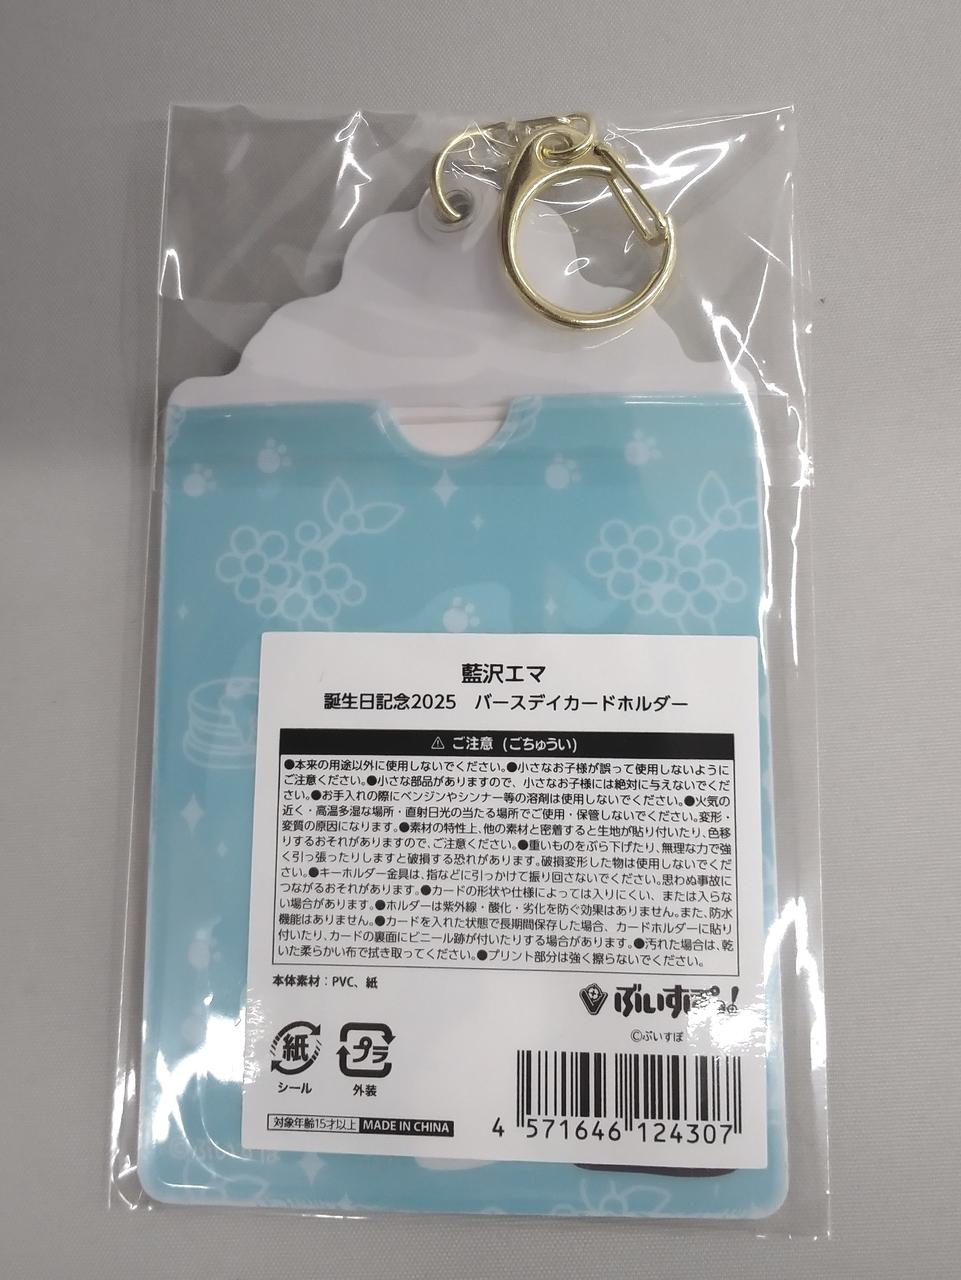 藍沢エマ
誕生日記念2025 バースデイカードホルダー
⚠ ご注意（ごちゅうい）
●本来の用途以外に使用しないでください。●小さなお子様が誤って使用しないように
ご注意ください。●小さな部品がありますので、小さなお子様には絶対に与えないでくだ
さい。●お手入れの際にベンジンやシンナー等の溶剤は使用しないでください。●火気の
近く・高温多湿な場所・直射日光の当たる場所でご使用・保管しないでください。変形・
変質の原因になります。●素材の特性上、他の素材と密着すると生地が貼り付いたり、色移
りするおそれがありますので、ご注意ください。●重いものをぶら下げたり、無理な力で強
く引っ張ったりしますと破損する恐れがあります。破損変形した物は使用しないでくだ
さい。●キーホルダー金具は、指などに引っかけて振り回さないでください。思わぬ事故に
つながるおそれがあります。●カードの形状や仕様によっては入りにくい、または入らな
い場合があります。●ホルダーは紫外線・酸化・劣化を防ぐ効果はありません。また、防水
機能はありません。●カードを入れた状態で長期間保存した場合、カードホルダーに貼り
付いたり、カードの裏面にビニール跡が付いたりする場合があります。●汚れた場合は、乾
いた柔らかい布で拭き取ってください。●プリント部分は強く擦らないでください。
本体素材：PVC、紙
ぶいすぽっ!
©ぶいすぽ
紙
シール
プラ
外装
対象年齢15才以上 MADE IN CHINA
4 571646 124307